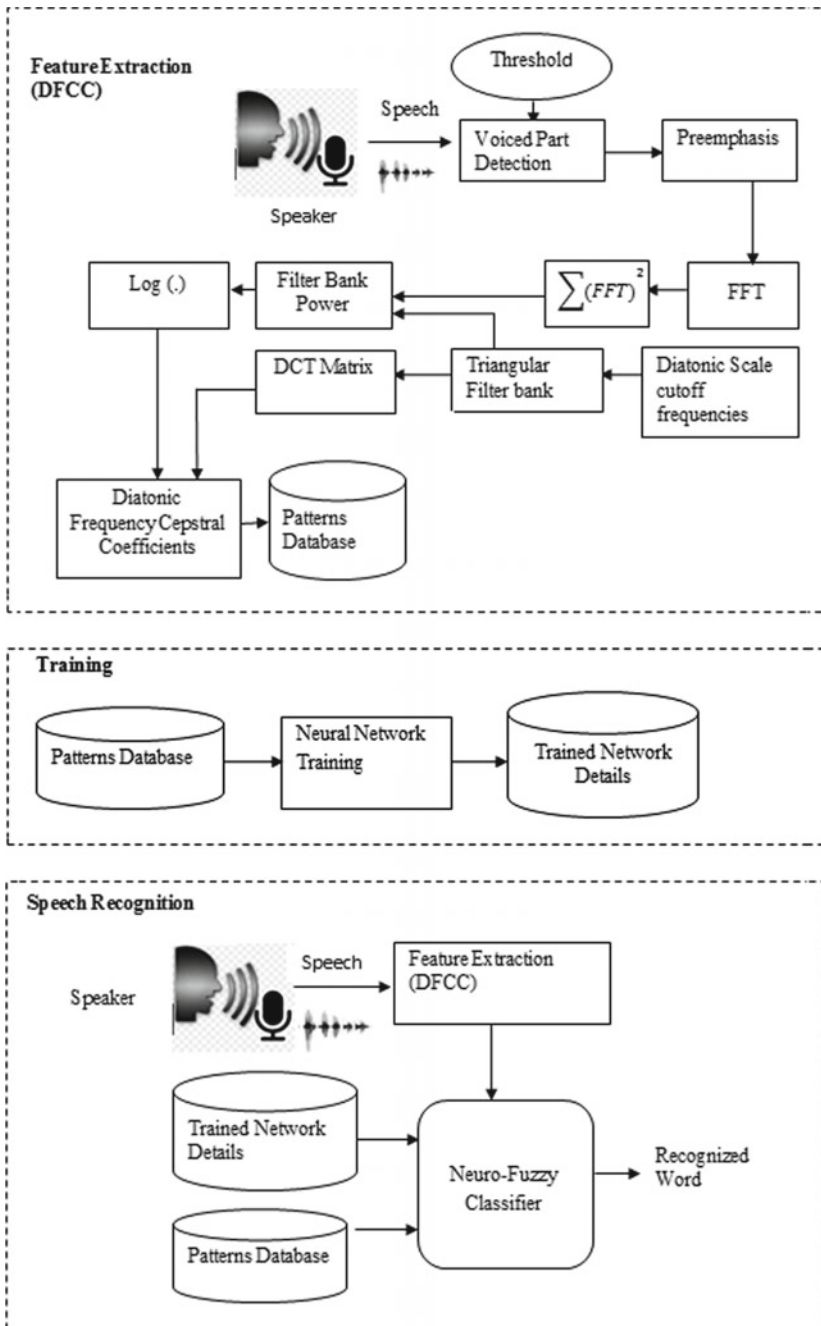 Feature Extraction
(DFCC)
Threshold
Speech
Voiced Part
Detection
Preemphasis
Speaker
Log (.)
Filter Bank
Power
∑(FFT)²
FFT
DCT Matrix
Triangular
Filter bank
Diatonic Scale
cutoff
frequencies
Diatonic
Frequency Cepstral
Coefficients
Patterns
Database
Training
Patterns Database
Neural Network
Training
Trained Network
Details
Speech Recognition
Speaker
Speech
Feature Extraction
(DFCC)
Trained Network
Details
Neuro-Fuzzy
Classifier
Recognized
Word
Patterns Database